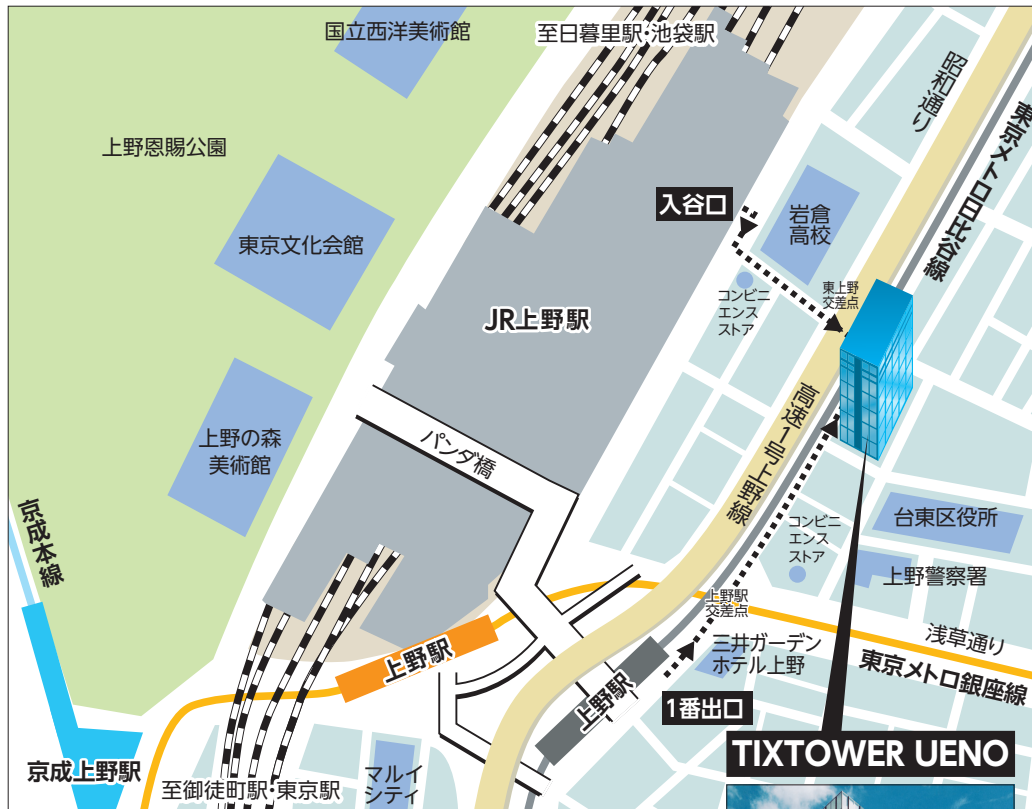 国立西洋美術館
至日暮里駅・池袋駅
昭和通り
東京メトロ日比谷線
上野恩賜公園
入谷口
岩倉
高校
東京文化会館
コンビニ
エンス
ストア
東上野
交差点
JR上野駅
高速1号上野線
パンダ橋
上野の森
美術館
京成本線
台東区役所
コンビニ
エンス
ストア
上野警察署
上野駅
交差点
浅草通り
三井ガーデン
ホテル上野
東京メトロ銀座線
上野駅
上野駅
1番出口
TIXTOWER UENO
京成上野駅
至御徒町駅・東京駅
マルイ
シティ